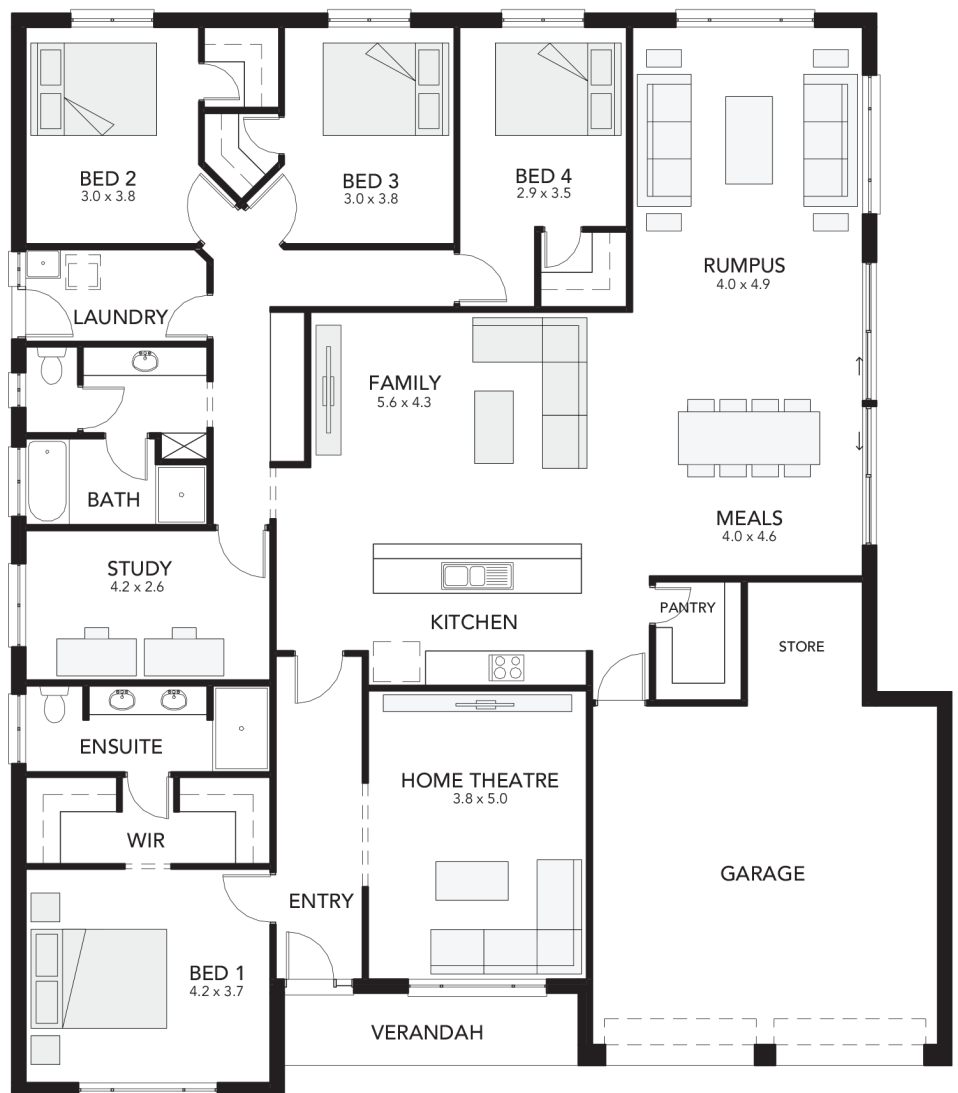 BED 2
3.0 x 3.8
BED 3
3.0 x 3.8
BED 4
2.9 x 3.5
RUMPUS
4.0 x 4.9
LAUNDRY
FAMILY
5.6 x 4.3
BATH
MEALS
4.0 x 4.6
STUDY
4.2 x 2.6
KITCHEN
PANTRY
STORE
ENSUITE
HOME THEATRE
3.8 x 5.0
WIR
GARAGE
ENTRY
BED 1
4.2 x 3.7
VERANDAH